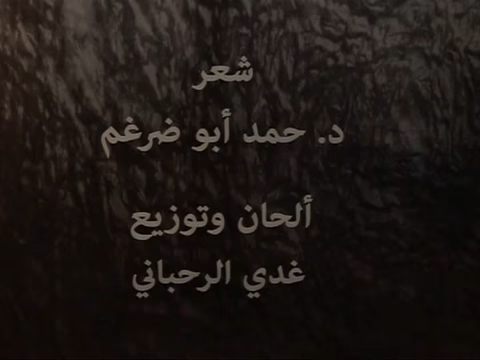 شعر
د. حمد أبو ضرغم
ألحان وتوزيع
غدي الرحباني